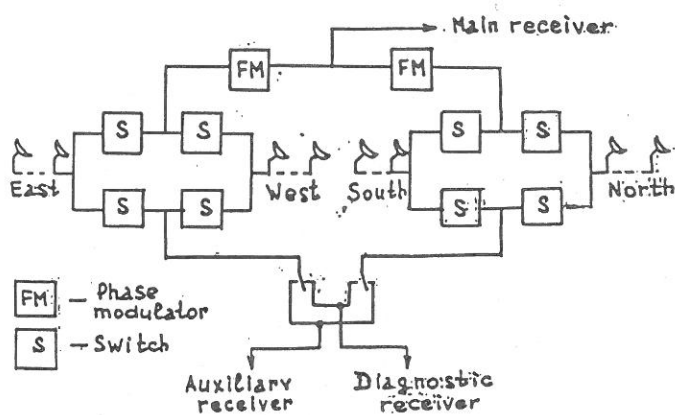 Main receiver
FM FM
S S S S
East West South North
S S S S
FM — Phase modulator
S — Switch
Auxiliary receiver
Diagnostic receiver